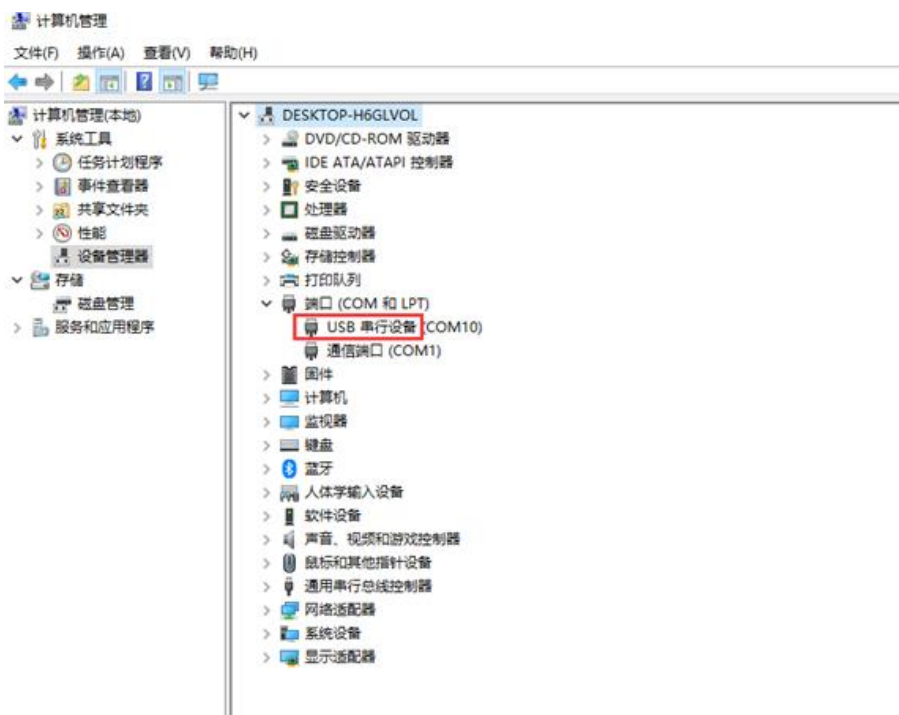 计算机管理
文件(F) 操作(A) 查看(V) 帮助(H)
计算机管理(本地)
系统工具
任务计划程序
事件查看器
共享文件夹
性能
设备管理器
存储
磁盘管理
服务和应用程序
DESKTOP-H6GLVOL
DVD/CD-ROM 驱动器
IDE ATA/ATAPI 控制器
安全设备
处理器
磁盘驱动器
存储控制器
打印队列
端口 (COM 和 LPT)
USB 串行设备 (COM10)
通信端口 (COM1)
固件
计算机
监视器
键盘
蓝牙
人体学输入设备
软件设备
声音、视频和游戏控制器
鼠标和其他指针设备
通用串行总线控制器
网络适配器
系统设备
显示适配器